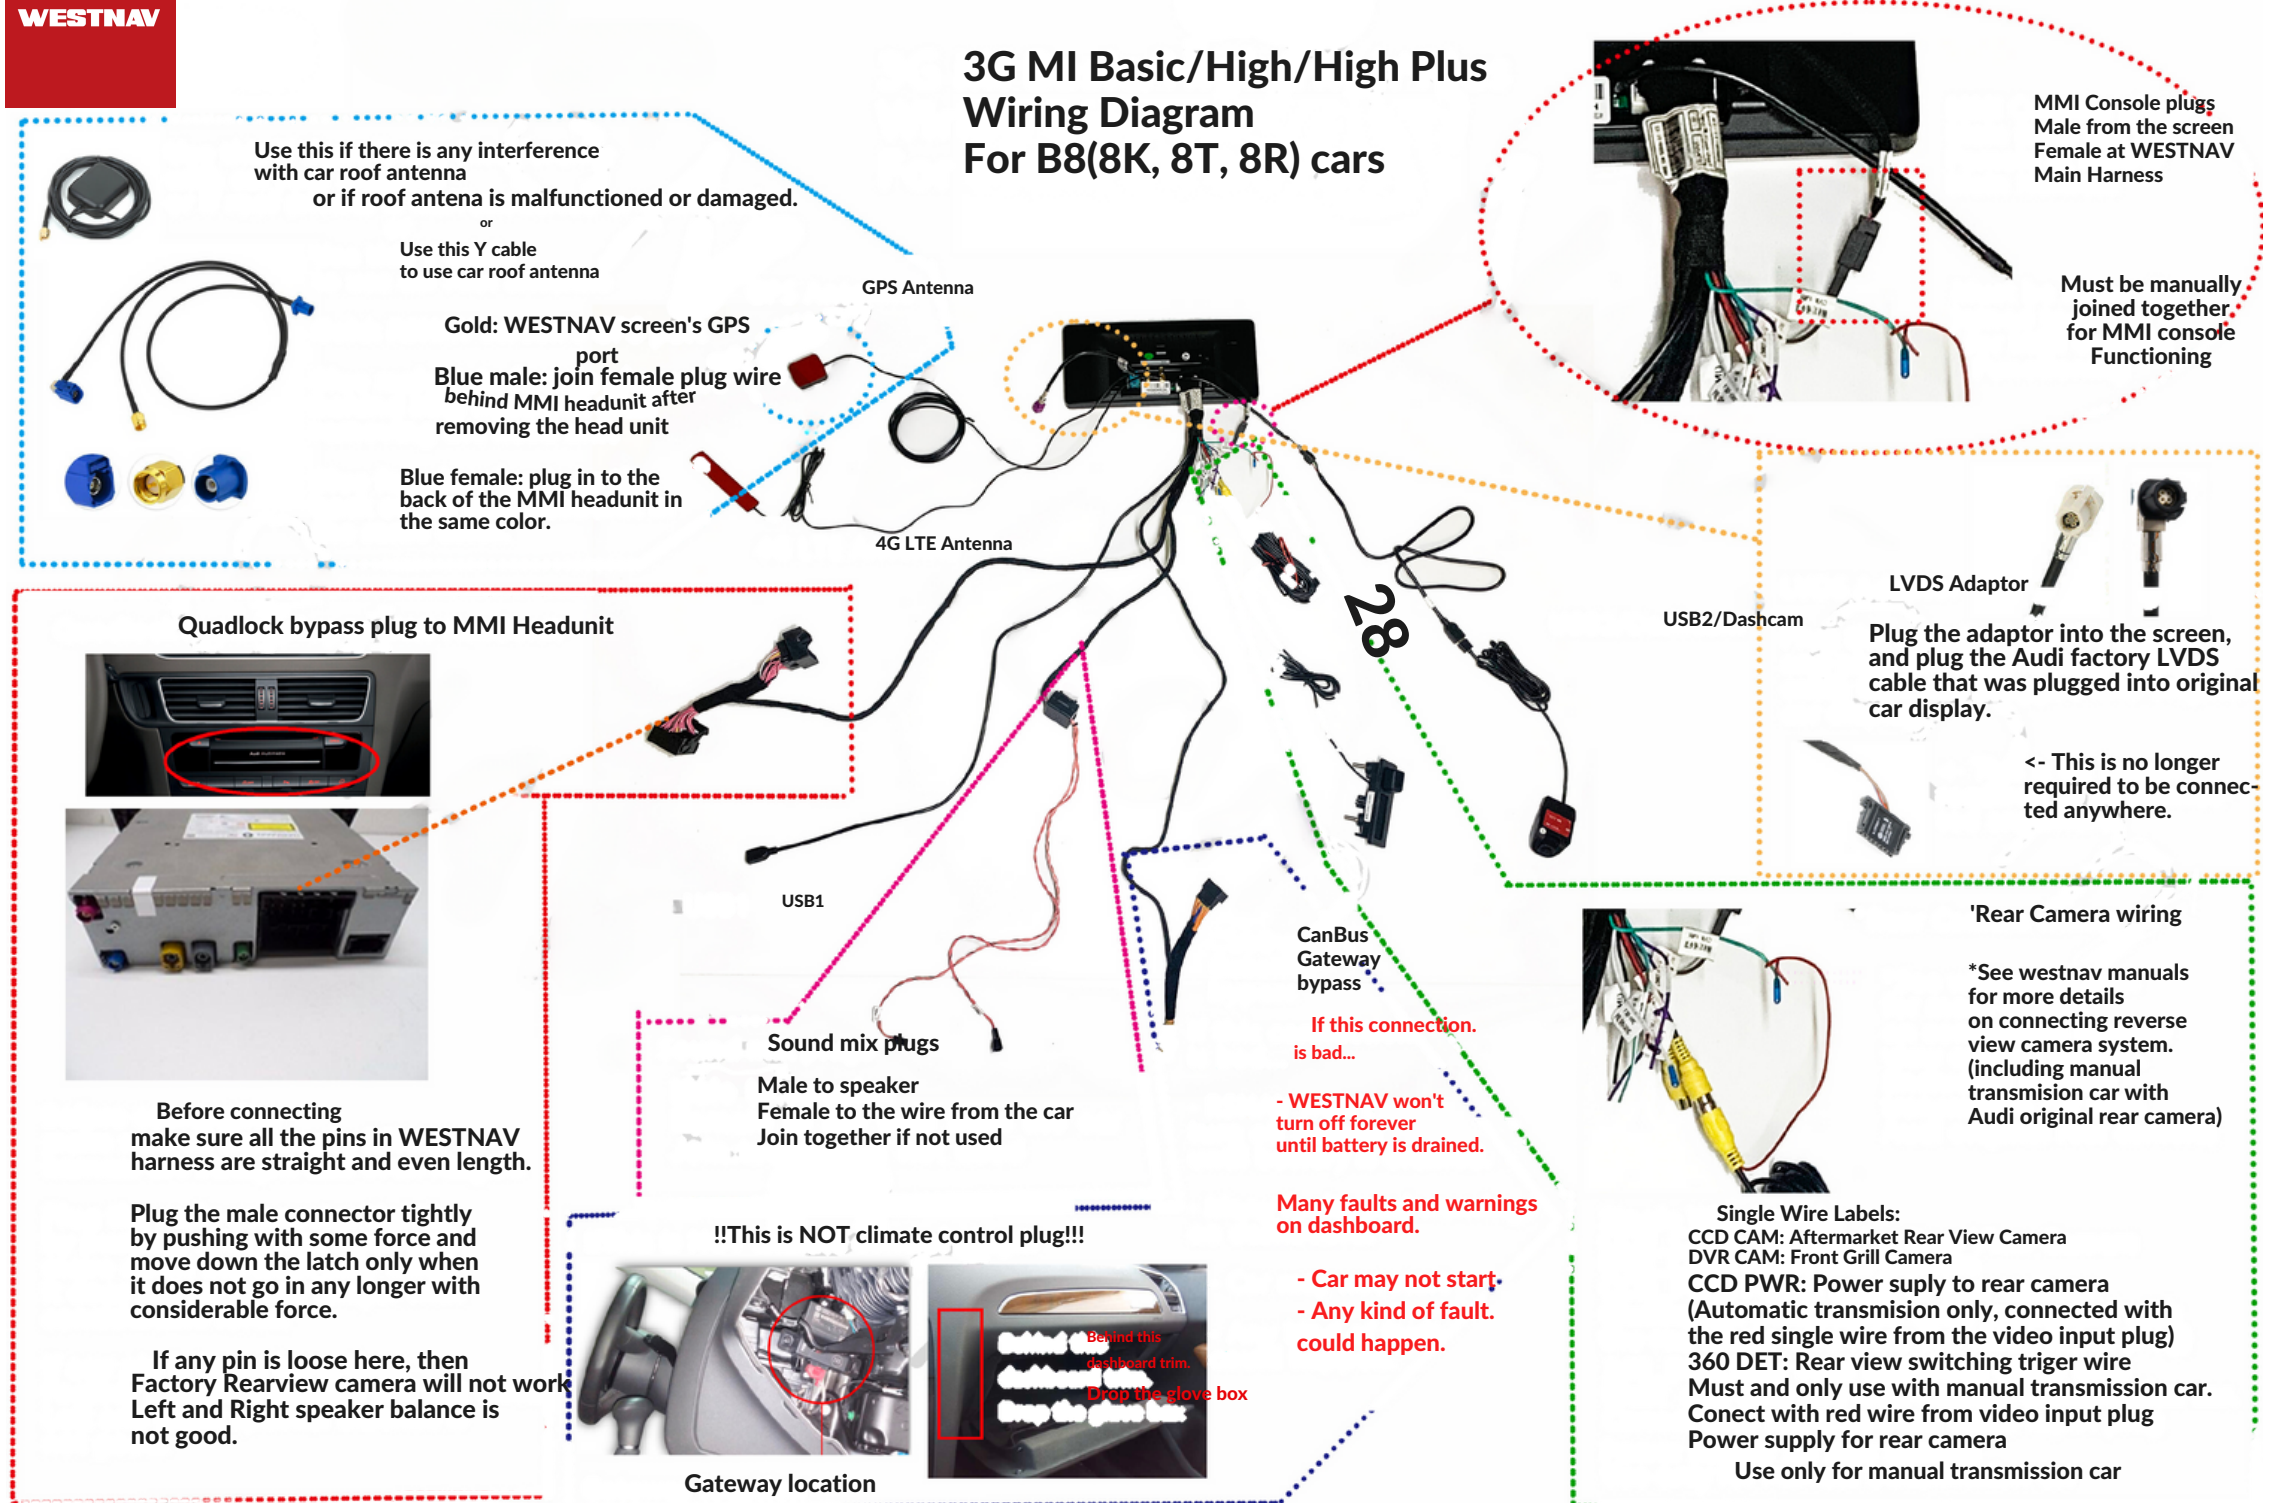 WESTNAV
3G MI Basic/High/High Plus
Wiring Diagram
For B8(8K, 8T, 8R) cars
Use this if there is any interference
with car roof antenna
or if roof antena is malfunctioned or damaged.
or
Use this Y cable
to use car roof antenna
Gold: WESTNAV screen's GPS
port
Blue male: join female plug wire
behind MMI headunit after
removing the head unit
Blue female: plug in to the
back of the MMI headunit in
the same color.
GPS Antenna
4G LTE Antenna
MMI Console plugs
Male from the screen
Female at WESTNAV
Main Harness
Must be manually
joined together
for MMI console
Functioning
LVDS Adaptor
Plug the adaptor into the screen,
and plug the Audi factory LVDS
cable that was plugged into original
car display.
<- This is no longer
required to be connec-
ted anywhere.
USB2/Dashcam
28
Quadlock bypass plug to MMI Headunit
Before connecting
make sure all the pins in WESTNAV
harness are straight and even length.
Plug the male connector tightly
by pushing with some force and
move down the latch only when
it does not go in any longer with
considerable force.
If any pin is loose here, then
Factory Rearview camera will not work
Left and Right speaker balance is
not good.
USB1
Sound mix plugs
Male to speaker
Female to the wire from the car
Join together if not used
CanBus
Gateway
bypass
If this connection.
is bad...
- WESTNAV won't
turn off forever
until battery is drained.
Many faults and warnings
on dashboard.
- Car may not start.
- Any kind of fault.
could happen.
!!This is NOT climate control plug!!!
Behind this
dashboard trim.
Drop the glove box
Gateway location
'Rear Camera wiring
*See westnav manuals
for more details
on connecting reverse
view camera system.
(including manual
transmision car with
Audi original rear camera)
Single Wire Labels:
CCD CAM: Aftermarket Rear View Camera
DVR CAM: Front Grill Camera
CCD PWR: Power suply to rear camera
(Automatic transmision only, connected with
the red single wire from the video input plug)
360 DET: Rear view switching triger wire
Must and only use with manual transmission car.
Conect with red wire from video input plug
Power supply for rear camera
Use only for manual transmission car